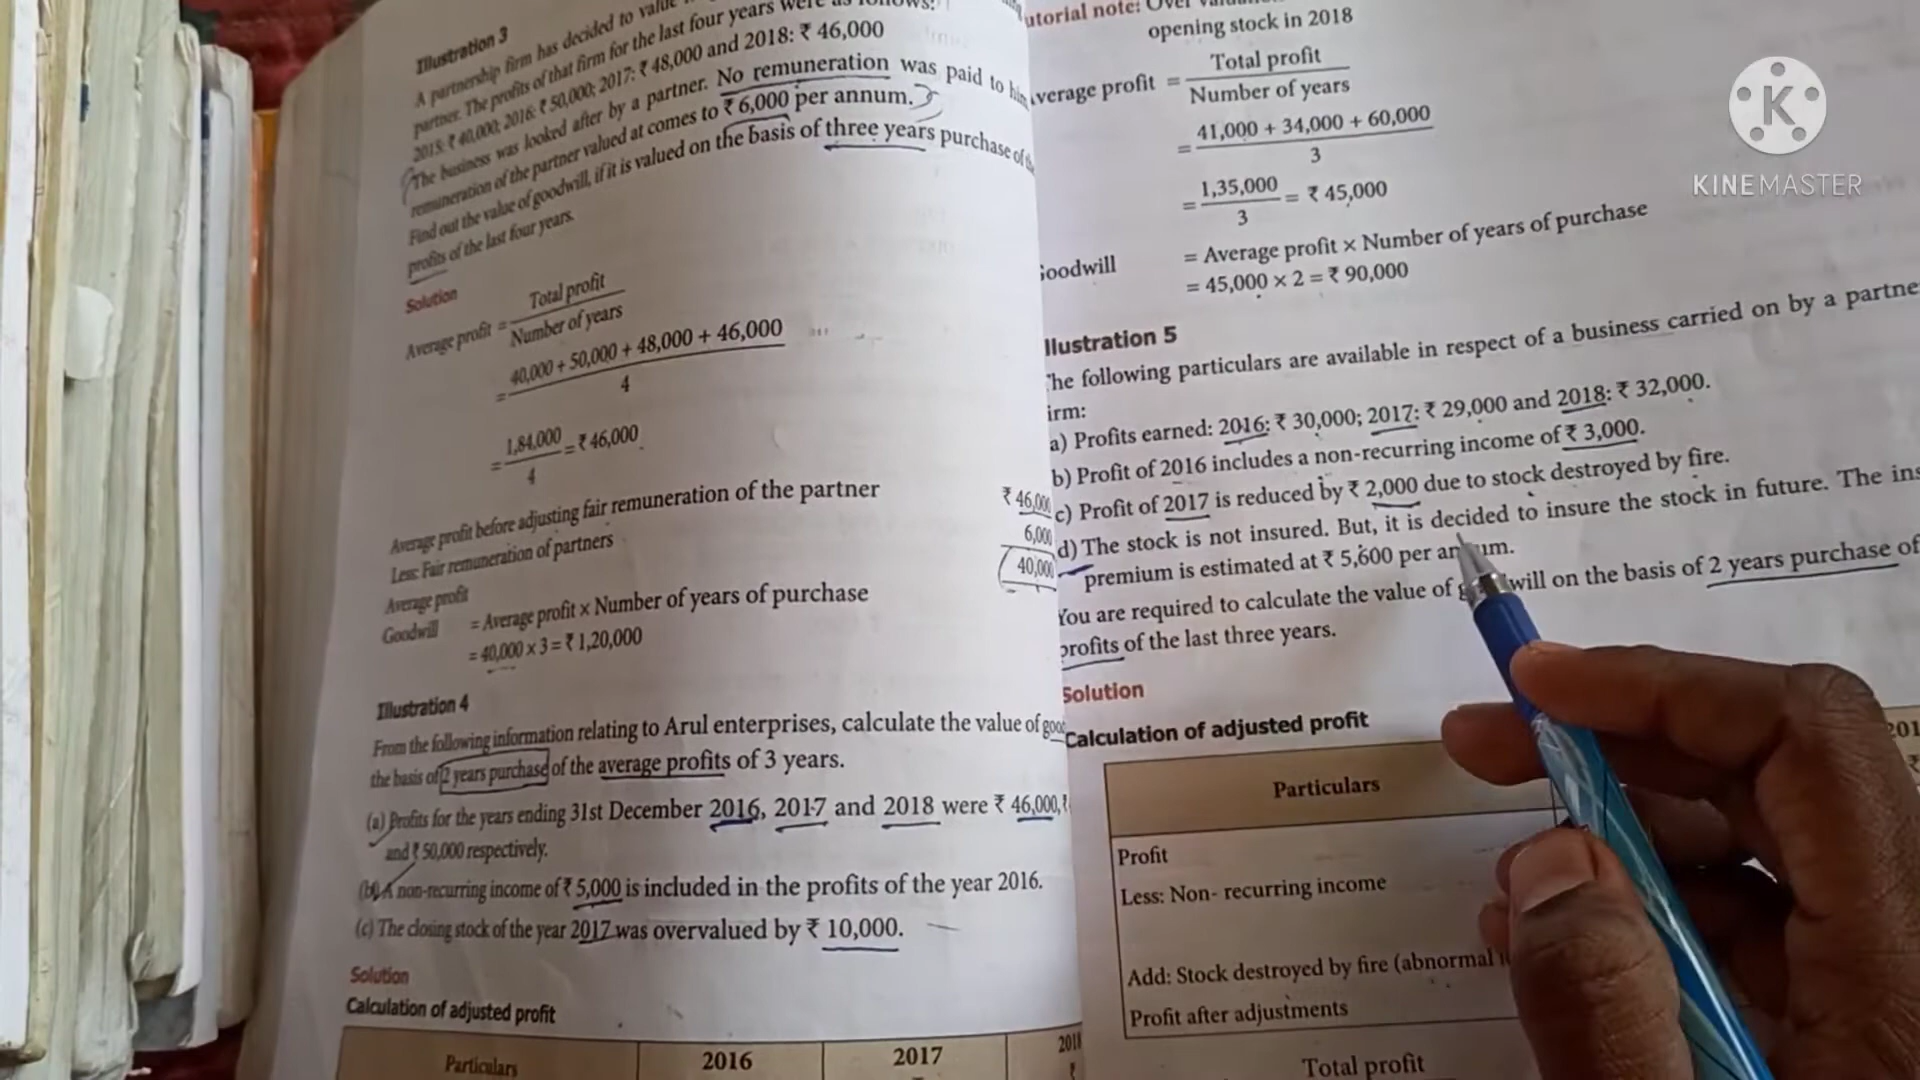 Illustration 3
A partnership firm has decided to value
partner. The profits of that firm for the last four years were as follows:
2015: ₹ 40,000; 2016: ₹ 50,000; 2017: ₹ 48,000 and 2018: ₹ 46,000
The business was looked after by a partner. No remuneration was paid to him
remuneration of the partner valued at comes to ₹ 6,000 per annum.
Find out the value of goodwill, if it is valued on the basis of three years purchase of
profits of the last four years.
Solution
Average profit = Total profit
Number of years
= 40,000 + 50,000 + 48,000 + 46,000
4
= 1,84,000 = ₹ 46,000
4
₹ 46,000
Average profit before adjusting fair remuneration of the partner
6,000
Less: Fair remuneration of partners
40,000
Average profit
Goodwill = Average profit × Number of years of purchase
= 40,000 × 3 = ₹ 1,20,000
Illustration 4
From the following information relating to Arul enterprises, calculate the value of
the basis of 2 years purchase of the average profits of 3 years.
(a) Profits for the years ending 31st December 2016, 2017 and 2018 were ₹ 46,000,
and ₹ 50,000 respectively.
(b) A non-recurring income of ₹ 5,000 is included in the profits of the year 2016.
(c) The closing stock of the year 2017 was overvalued by ₹ 10,000.
Solution
Calculation of adjusted profit
Particulars 2016 2017
utorial note:
opening stock in 2018
verage profit = Total profit
Number of years
= 41,000 + 34,000 + 60,000
3
= 1,35,000 = ₹ 45,000
3
oodwill = Average profit × Number of years of purchase
= 45,000 × 2 = ₹ 90,000
llustration 5
he following particulars are available in respect of a business carried on by a partne
irm:
a) Profits earned: 2016: ₹ 30,000; 2017: ₹ 29,000 and 2018: ₹ 32,000.
b) Profit of 2016 includes a non-recurring income of ₹ 3,000.
c) Profit of 2017 is reduced by ₹ 2,000 due to stock destroyed by fire.
d) The stock is not insured. But, it is decided to insure the stock in future. The ins
premium is estimated at ₹ 5,600 per annum.
You are required to calculate the value of goodwill on the basis of 2 years purchase of
profits of the last three years.
Solution
Calculation of adjusted profit
Particulars
201
₹
Profit
Less: Non- recurring income
Add: Stock destroyed by fire (abnormal
Profit after adjustments
Total profit
K
KINEMASTER